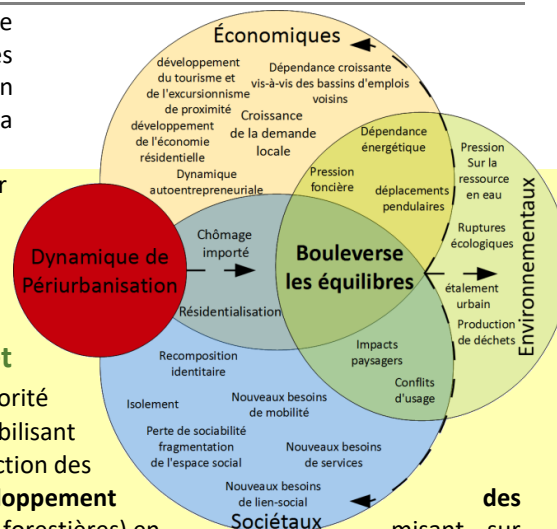 e
es
n
a
r
Économiques
développement
du tourisme et
de l'excursionnisme
de proximité
Dépendance croissante
vis-à-vis des bassins d'emplois
voisins
développement
de l'économie
résidentielle
Croissance
de la demande
locale
Dynamique
autoentrepreneuriale
Dépendance
énergétique
Pression
foncière
déplacements
pendulaires
Pression
Sur la
ressource
en eau
Ruptures
écologiques
étalement
urbain
Production
de déchets
Environnementaux
Dynamique de
Périurbanisation
Chômage
importé
Résidentialisation
Bouleverse
les équilibres
Impacts
paysagers
Conflits
d'usage
Recomposition
identitaire
Isolement
Nouveaux besoins
de mobilité
Perte de sociabilité
fragmentation
de l'espace social
Nouveaux besoins
de services
Nouveaux besoins
de lien-social
Sociétaux
t
orité
bilisant
ction des
loppement des
forestières) en misant sur